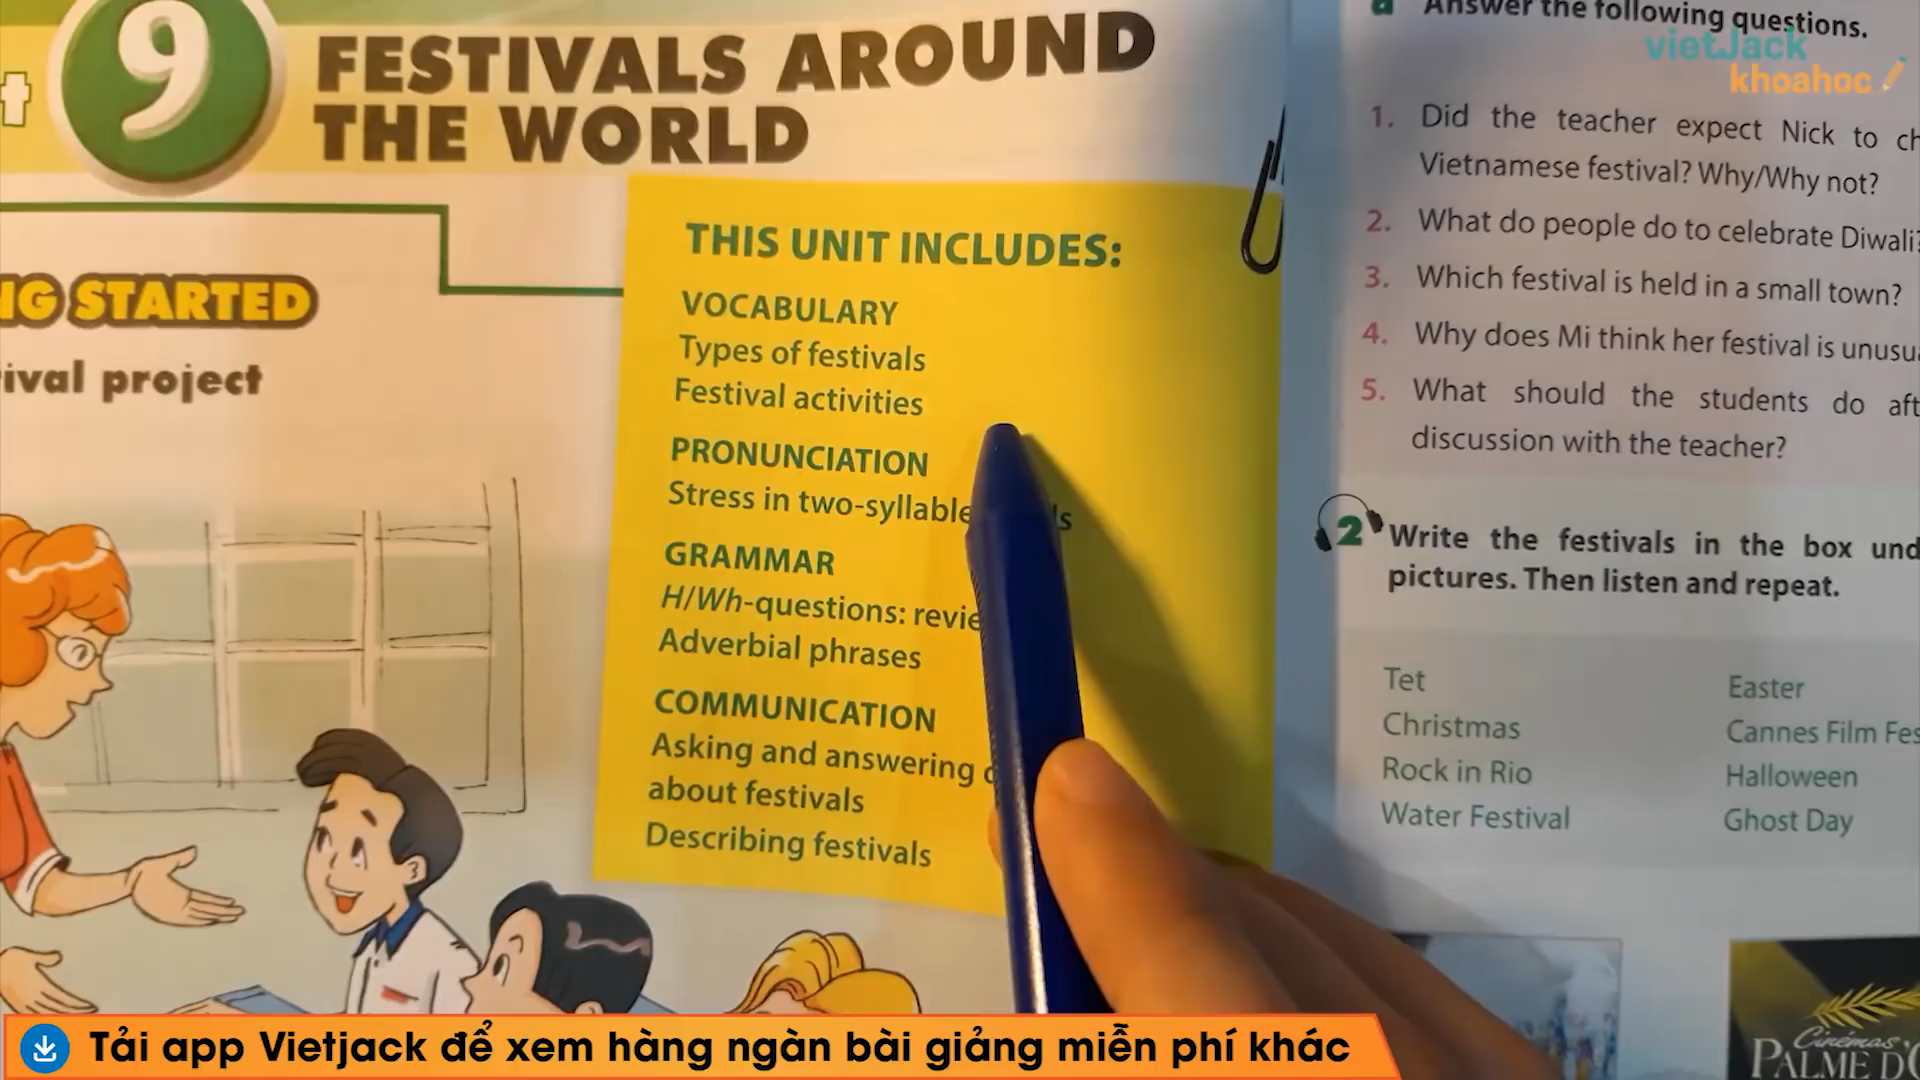 9
FESTIVALS AROUND
THE WORLD
STARTED
project
THIS UNIT INCLUDES:
VOCABULARY
Types of festivals
Festival activities
PRONUNCIATION
Stress in two-syllable
GRAMMAR
H/Wh-questions:
Adverbial phrases
COMMUNICATION
Asking and answering
about festivals
Describing festivals
a Answer the following questions.
1. Did the teacher expect Nick to
Vietnamese festival? Why/Why not?
2. What do people do to celebrate Diwali?
3. Which festival is held in a small town?
4. Why does Mi think her festival is
5. What should the students do
discussion with the teacher?
2 Write the festivals in the box
pictures. Then listen and repeat.
Tet
Easter
Christmas
Cannes Film
Rock in Rio
Halloween
Water Festival
Ghost Day
Cinémas
PALME
vietJack
khoahoc
Tải app Vietjack để xem hàng ngàn bài giảng miễn phí khác